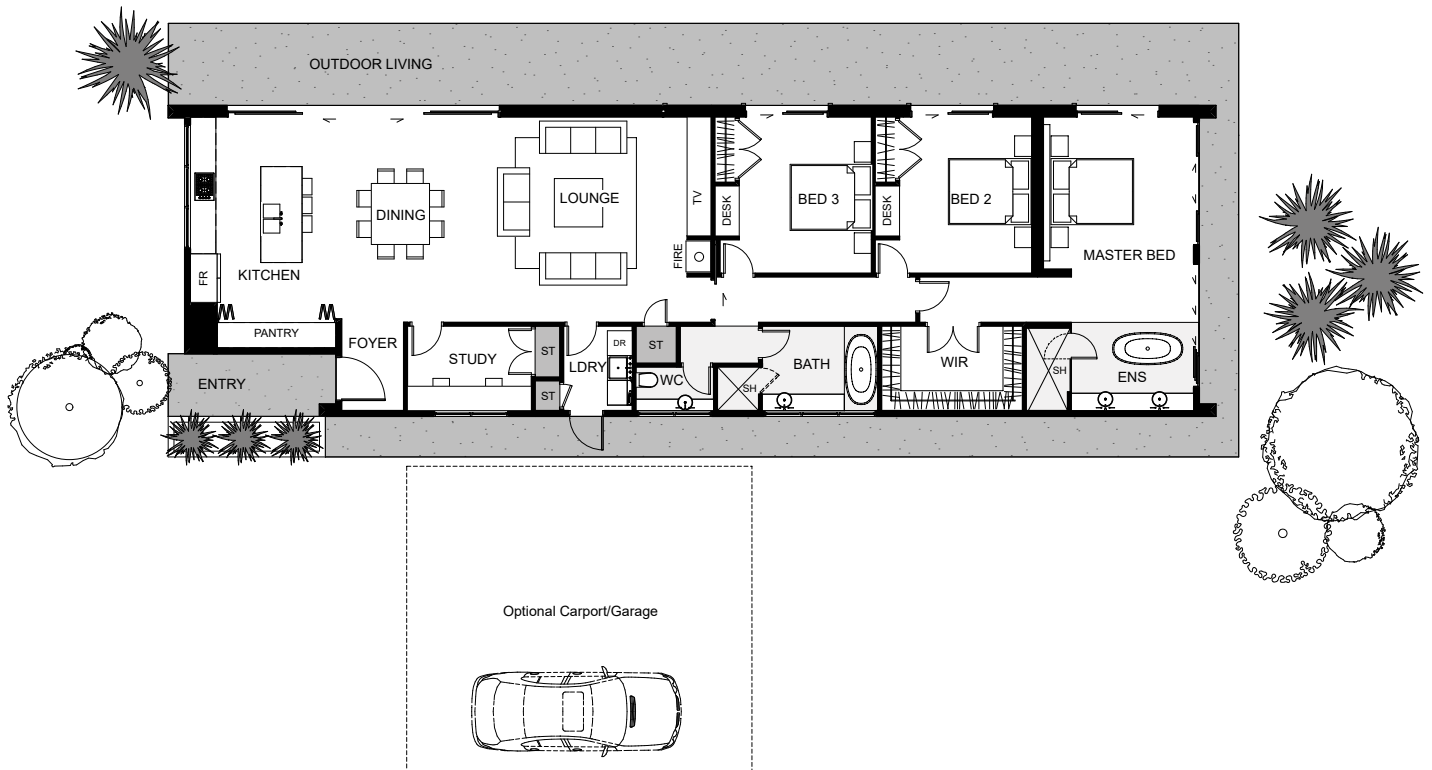 OUTDOOR LIVING
LOUNGE
TV
DESK
BED 3
DESK
BED 2
DINING
MASTER BED
FIRE
KITCHEN
FR
PANTRY
FOYER
STUDY
ST
LDRY
DR
ST
ST
WC
SH
BATH
WIR
SH
ENS
ENTRY
Optional Carport/Garage